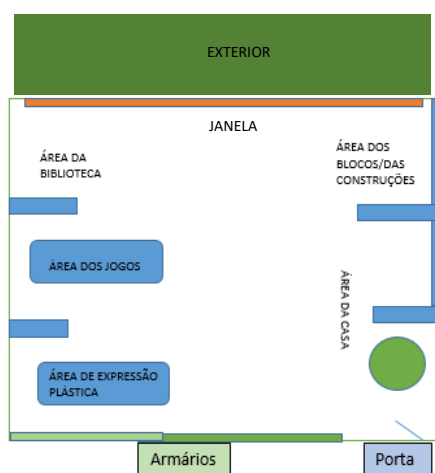 EXTERIOR
JANELA
ÁREA DA
BIBLIOTECA
ÁREA DOS
BLOCOS/DAS
CONSTRUÇÕES
ÁREA DOS JOGOS
ÁREA DA CASA
ÁREA DE EXPRESSÃO
PLÁSTICA
Armários
Porta